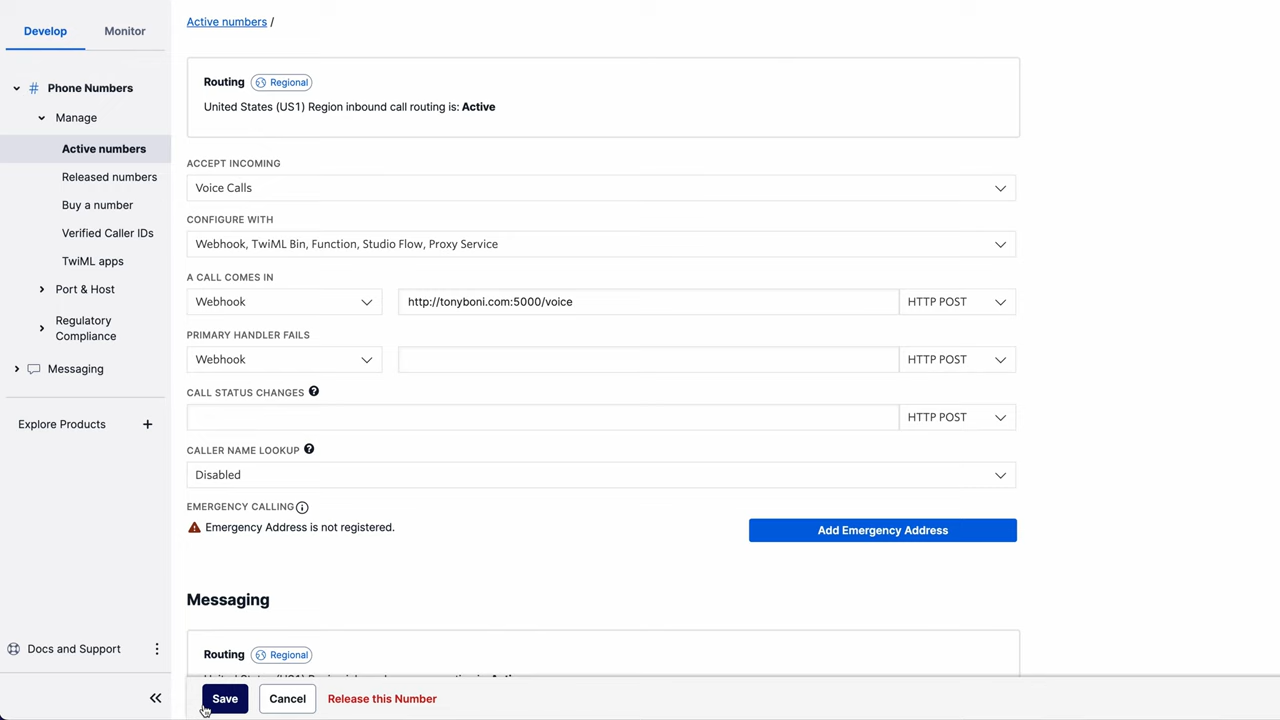 Develop
Monitor
Phone Numbers
Manage
Active numbers
Released numbers
Buy a number
Verified Caller IDs
TwiML apps
Port & Host
Regulatory
Compliance
Messaging
Explore Products +
Docs and Support
Active numbers /
Routing Regional
United States (US1) Region inbound call routing is: Active
ACCEPT INCOMING
Voice Calls
CONFIGURE WITH
Webhook, TwiML Bin, Function, Studio Flow, Proxy Service
A CALL COMES IN
Webhook http://tonyboni.com:5000/voice HTTP POST
PRIMARY HANDLER FAILS
Webhook HTTP POST
CALL STATUS CHANGES
HTTP POST
CALLER NAME LOOKUP
Disabled
EMERGENCY CALLING
Emergency Address is not registered.
Add Emergency Address
Messaging
Routing Regional
Save Cancel Release this Number